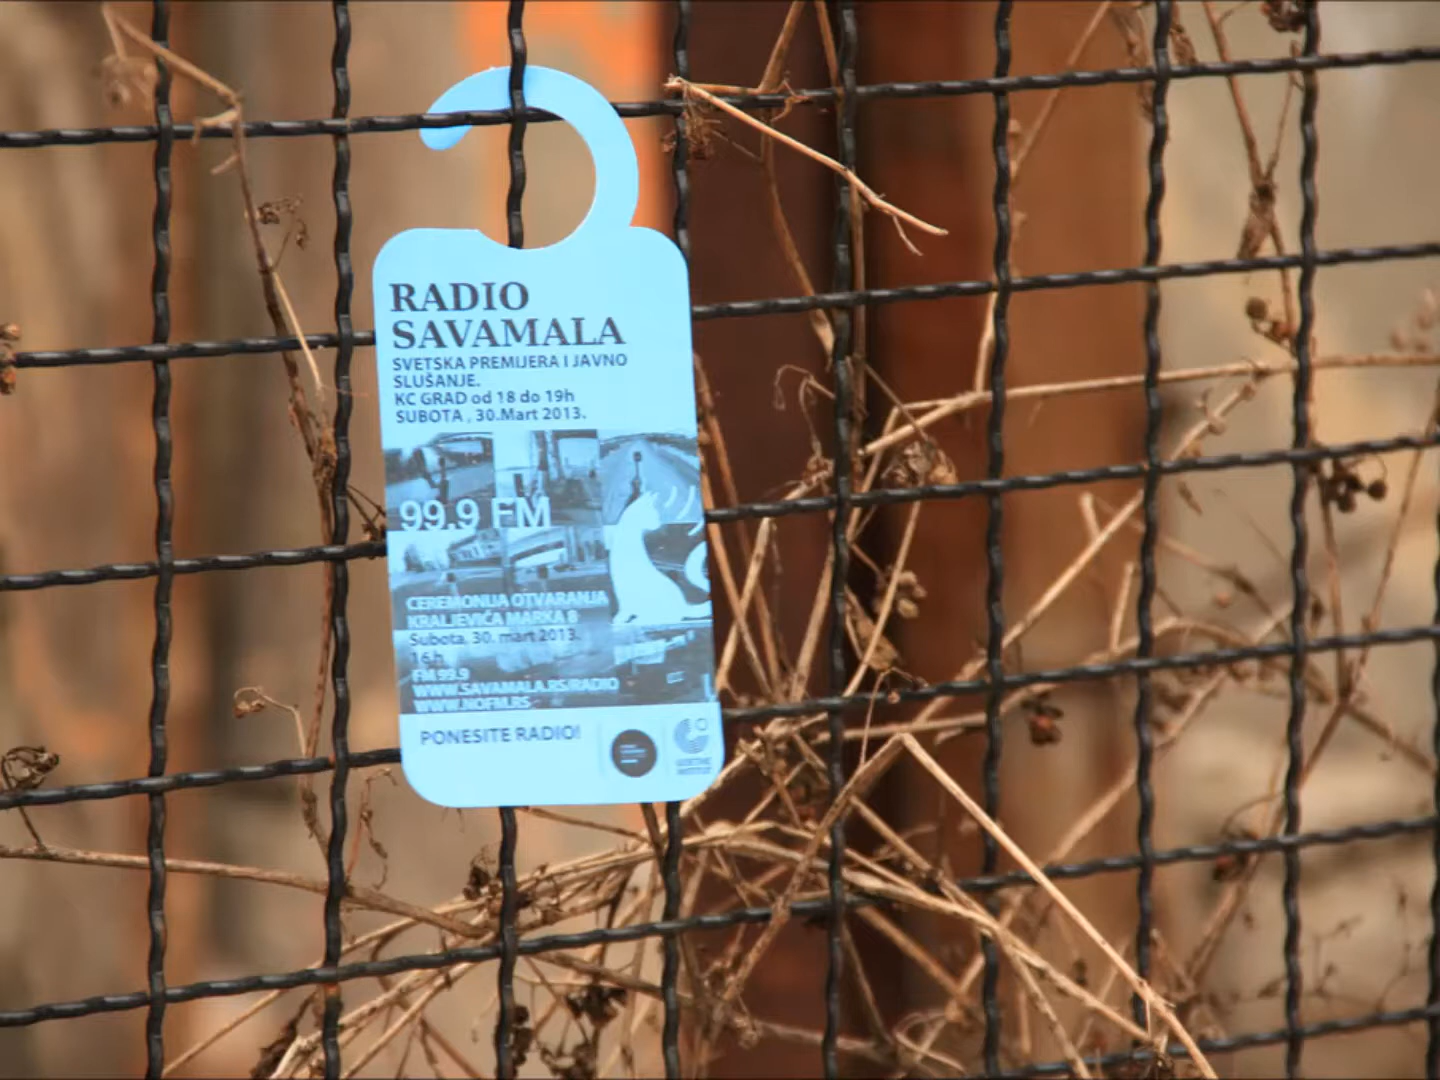 RADIO
SAVAMALA
SVETSKA PREMIJERA I JAVNO
SLUŠANJE.
KC GRAD od 18 do 19h
SUBOTA , 30.Mart 2013.
99.9 FM
CEREMONIJA OTVARANJA
KRALJEVIĆA MARKA 8
Subota, 30. mart 2013.
16h
FM 99.9
WWW.SAVAMALA.RS/RADIO
WWW.NOFM.RS
PONESITE RADIO!
GOETHE
INSTITUT